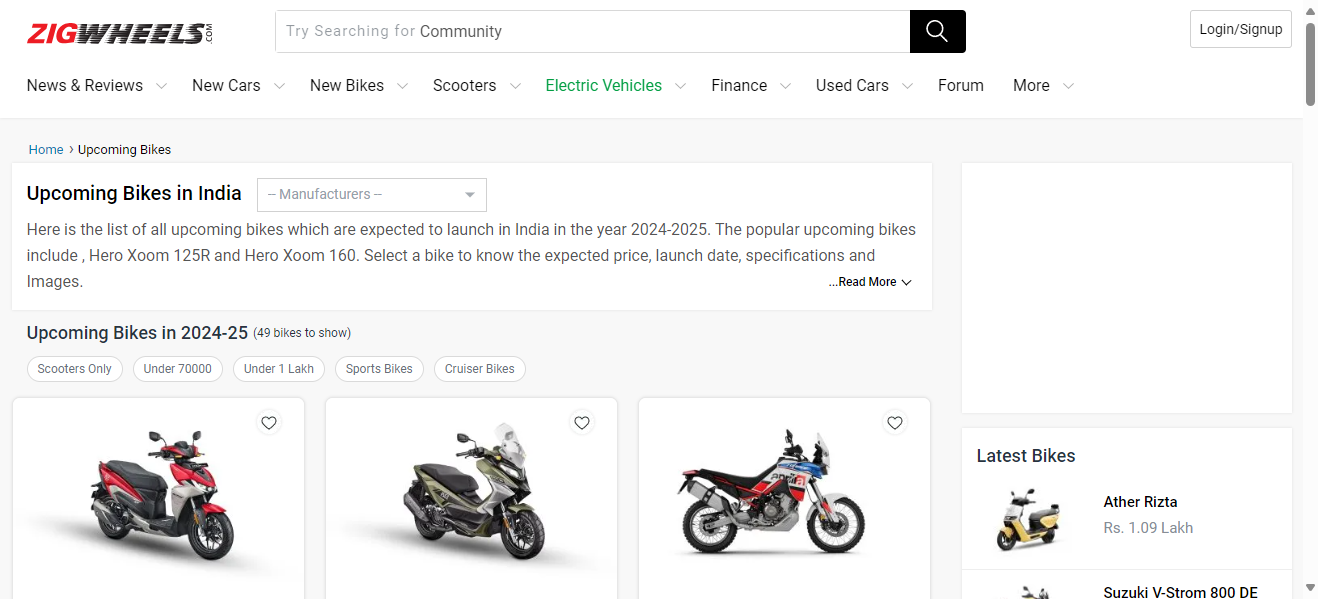 ZIGWHEELS.COM
Try Searching for Community
Login/Signup
News & Reviews
New Cars
New Bikes
Scooters
Electric Vehicles
Finance
Used Cars
Forum
More
Home › Upcoming Bikes
Upcoming Bikes in India
-- Manufacturers --
Here is the list of all upcoming bikes which are expected to launch in India in the year 2024-2025. The popular upcoming bikes
include , Hero Xoom 125R and Hero Xoom 160. Select a bike to know the expected price, launch date, specifications and
Images.
...Read More
Upcoming Bikes in 2024-25 (49 bikes to show)
Scooters Only
Under 70000
Under 1 Lakh
Sports Bikes
Cruiser Bikes
aprilia
Latest Bikes
Ather Rizta
Rs. 1.09 Lakh
Suzuki V-Strom 800 DE